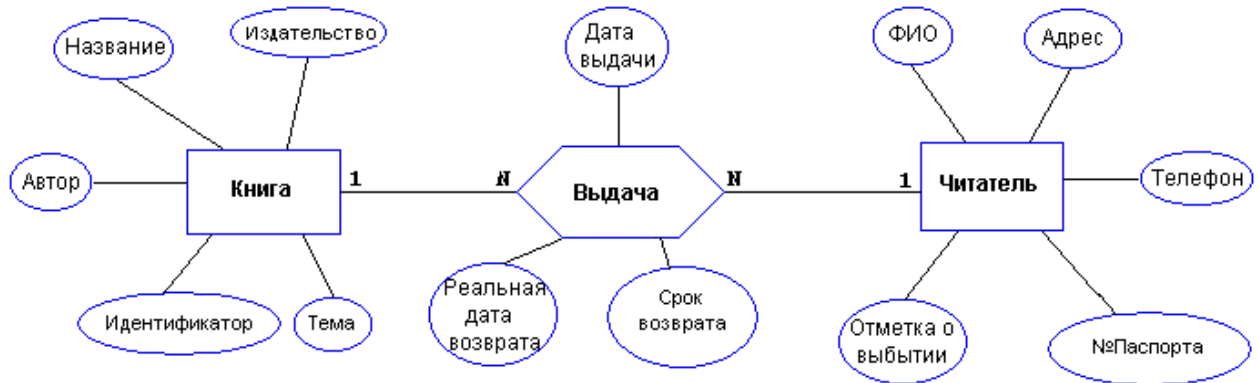 Название
Издательство
Дата
выдачи
ФИО
Адрес
Автор
Книга
1
N
Выдача
N
1
Читатель
Телефон
Идентификатор
Тема
Реальная
дата
возврата
Срок
возврата
Отметка о
выбытии
№Паспорта